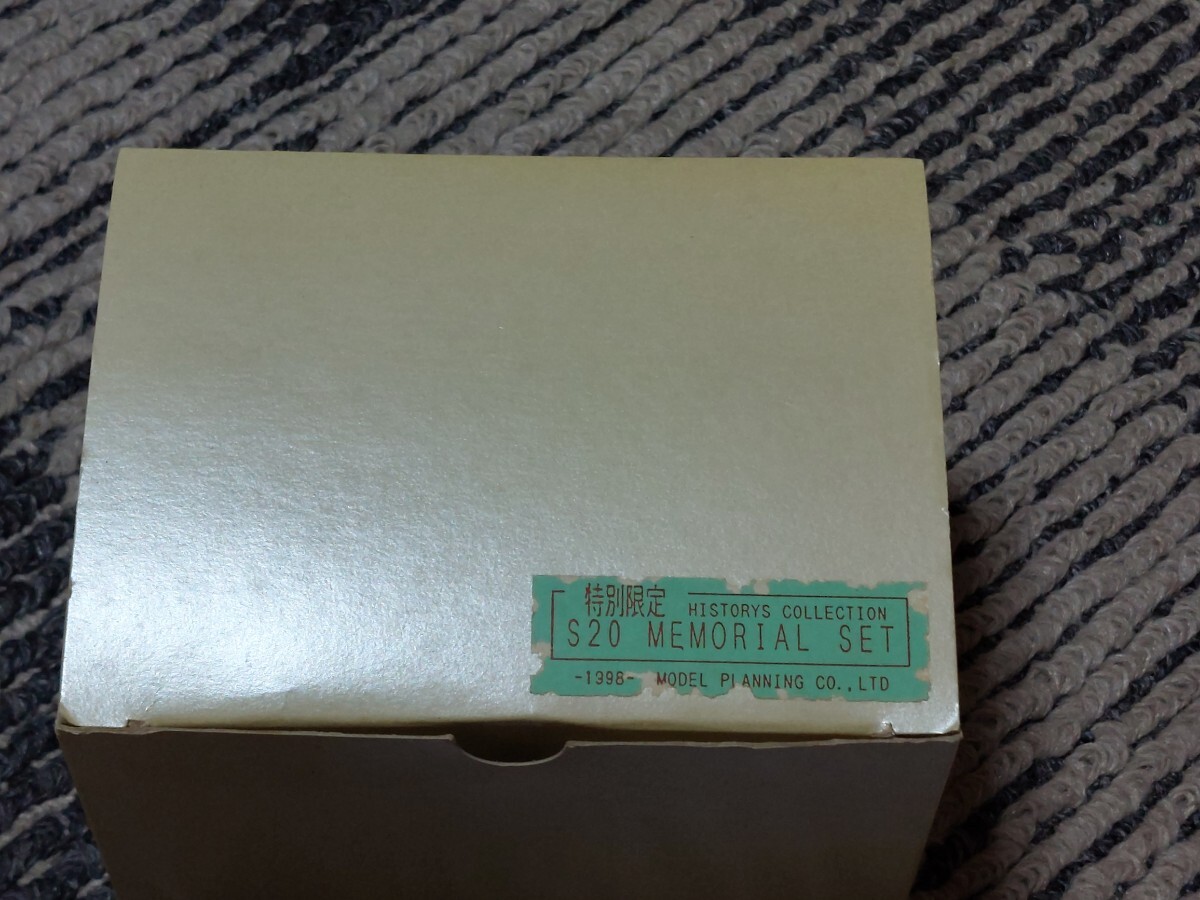 特別限定 HISTORYS COLLECTION
S20 MEMORIAL SET
-1998- MODEL PLANNING CO.,LTD